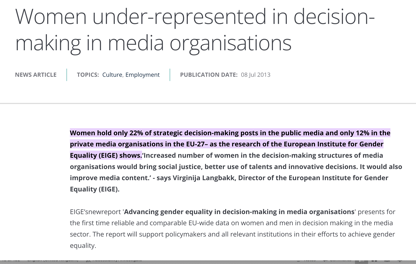 Women under-represented in decision-
making in media organisations
NEWS ARTICLE TOPICS: Culture, Employment PUBLICATION DATE: 08 Jul 2013
Women hold only 22% of strategic decision-making posts in the public media and only 12% in the
private media organisations in the EU-27– as the research of the European Institute for Gender
Equality (EIGE) shows.'Increased number of women in the decision-making structures of media
organisations would bring social justice, better use of talents and innovative decisions. It would also
improve media content.' - says Virginija Langbakk, Director of the European Institute for Gender
Equality (EIGE).
EIGE'snewreport 'Advancing gender equality in decision-making in media organisations' presents for
the first time reliable and comparable EU-wide data on women and men in decision making in the media
sector. The report will support policymakers and all relevant institutions in their efforts to achieve gender
equality.